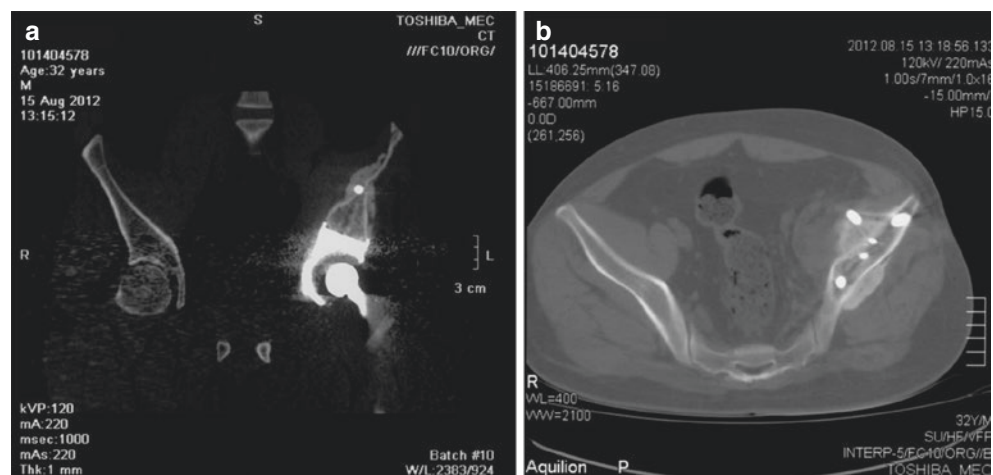 a
S
TOSHIBA_MEC
CT
///FC10/ORG/
101404578
Age:32 years
M
15 Aug 2012
13:15:12
R
L
3 cm
kVP:120
mA:220
msec:1000
mAs:220
Thk:1 mm
Batch #10
W/L:2383/924
b
101404578
LL:406.25mm(347.08)
15186691: 5:16
-667.00mm
0.0D
(261,256)
2012.08.15 13:18:56.133
120kV/ 220mAs
1.00s/7mm/1.0x16
-15.00mm/
HP15.0
R
WL=400
WW=2100
Aquilion
P
32Y/M
SU/HF/VFF
INTERP-5/FC10/ORG//E
TOSHIBA_MEC